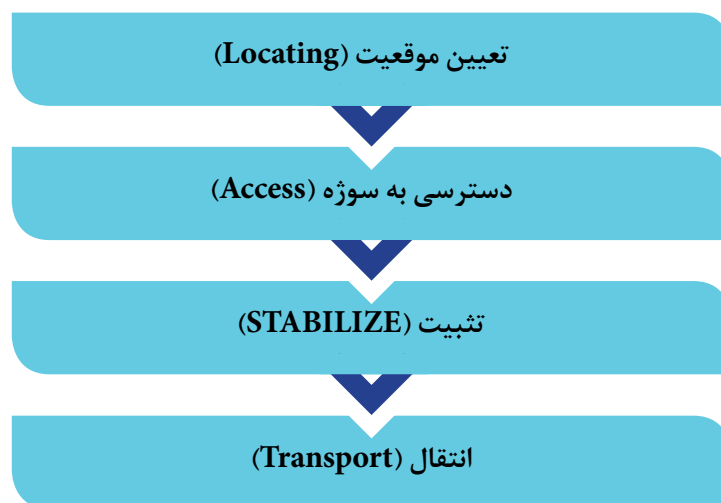 تعیین موقعیت (Locating)
دسترسی به سوژه (Access)
تثبیت (STABILIZE)
انتقال (Transport)